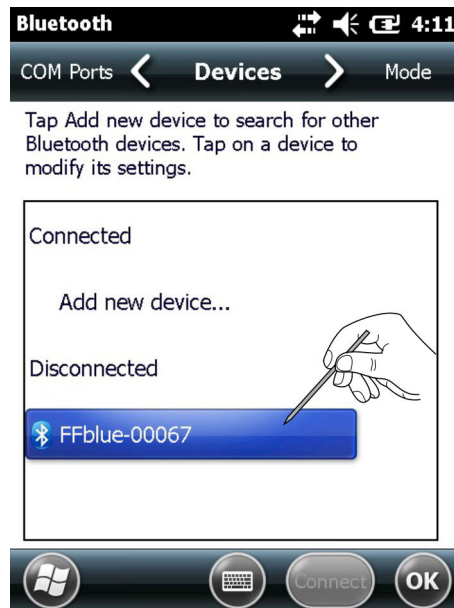 Bluetooth 4:11
COM Ports Devices Mode
Tap Add new device to search for other
Bluetooth devices. Tap on a device to
modify its settings.
Connected
Add new device...
Disconnected
FFblue-00067
Connect OK